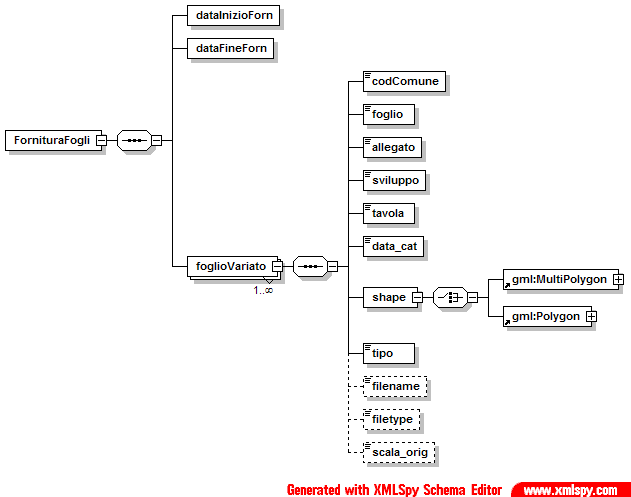 dataInizioForn
dataFineForn
FornituraFogli
foglioVariato
1..∞
codComune
foglio
allegato
sviluppo
tavola
data_cat
shape
gml:MultiPolygon
gml:Polygon
tipo
filename
filetype
scala_orig
Generated with XMLSpy Schema Editor www.xmlspy.com